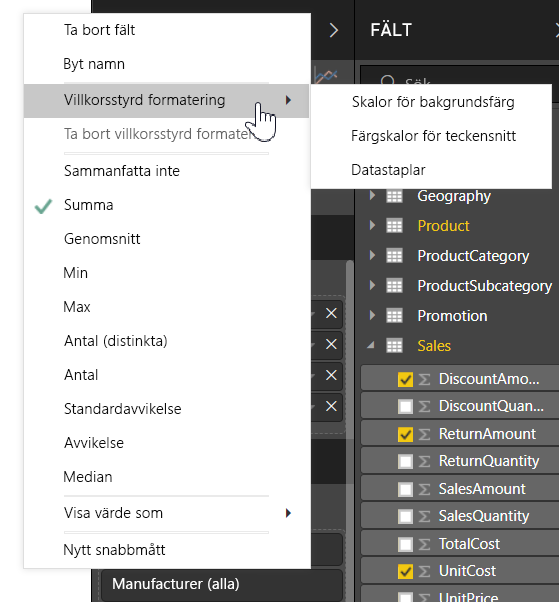 Ta bort fält
Byt namn
Villkorsstyrd formatering
Ta bort villkorsstyrd formater
Sammanfatta inte
Summa
Genomsnitt
Min
Max
Antal (distinkta)
Antal
Standardavvikelse
Avvikelse
Median
Visa värde som
Nytt snabbmått
Skalor för bakgrundsfärg
Färgskalor för teckensnitt
Datastaplar
Manufacturer (alla)
FÄLT
Sök
Geography
Product
ProductCategory
ProductSubcategory
Promotion
Sales
DiscountAmo...
DiscountQuan...
ReturnAmount
ReturnQuantity
SalesAmount
SalesQuantity
TotalCost
UnitCost
UnitPrice